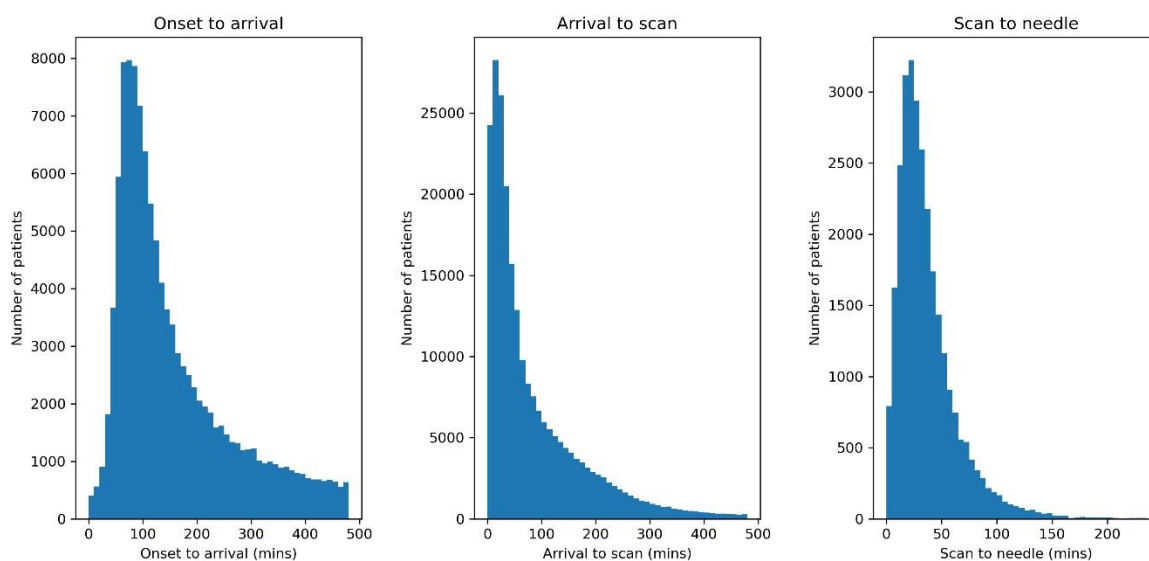 Onset to arrival
Number of patients
8000
7000
6000
5000
4000
3000
2000
1000
0
0 100 200 300 400 500
Onset to arrival (mins)
Arrival to scan
Number of patients
25000
20000
15000
10000
5000
0
0 100 200 300 400 500
Arrival to scan (mins)
Scan to needle
Number of patients
3000
2500
2000
1500
1000
500
0
0 50 100 150 200
Scan to needle (mins)